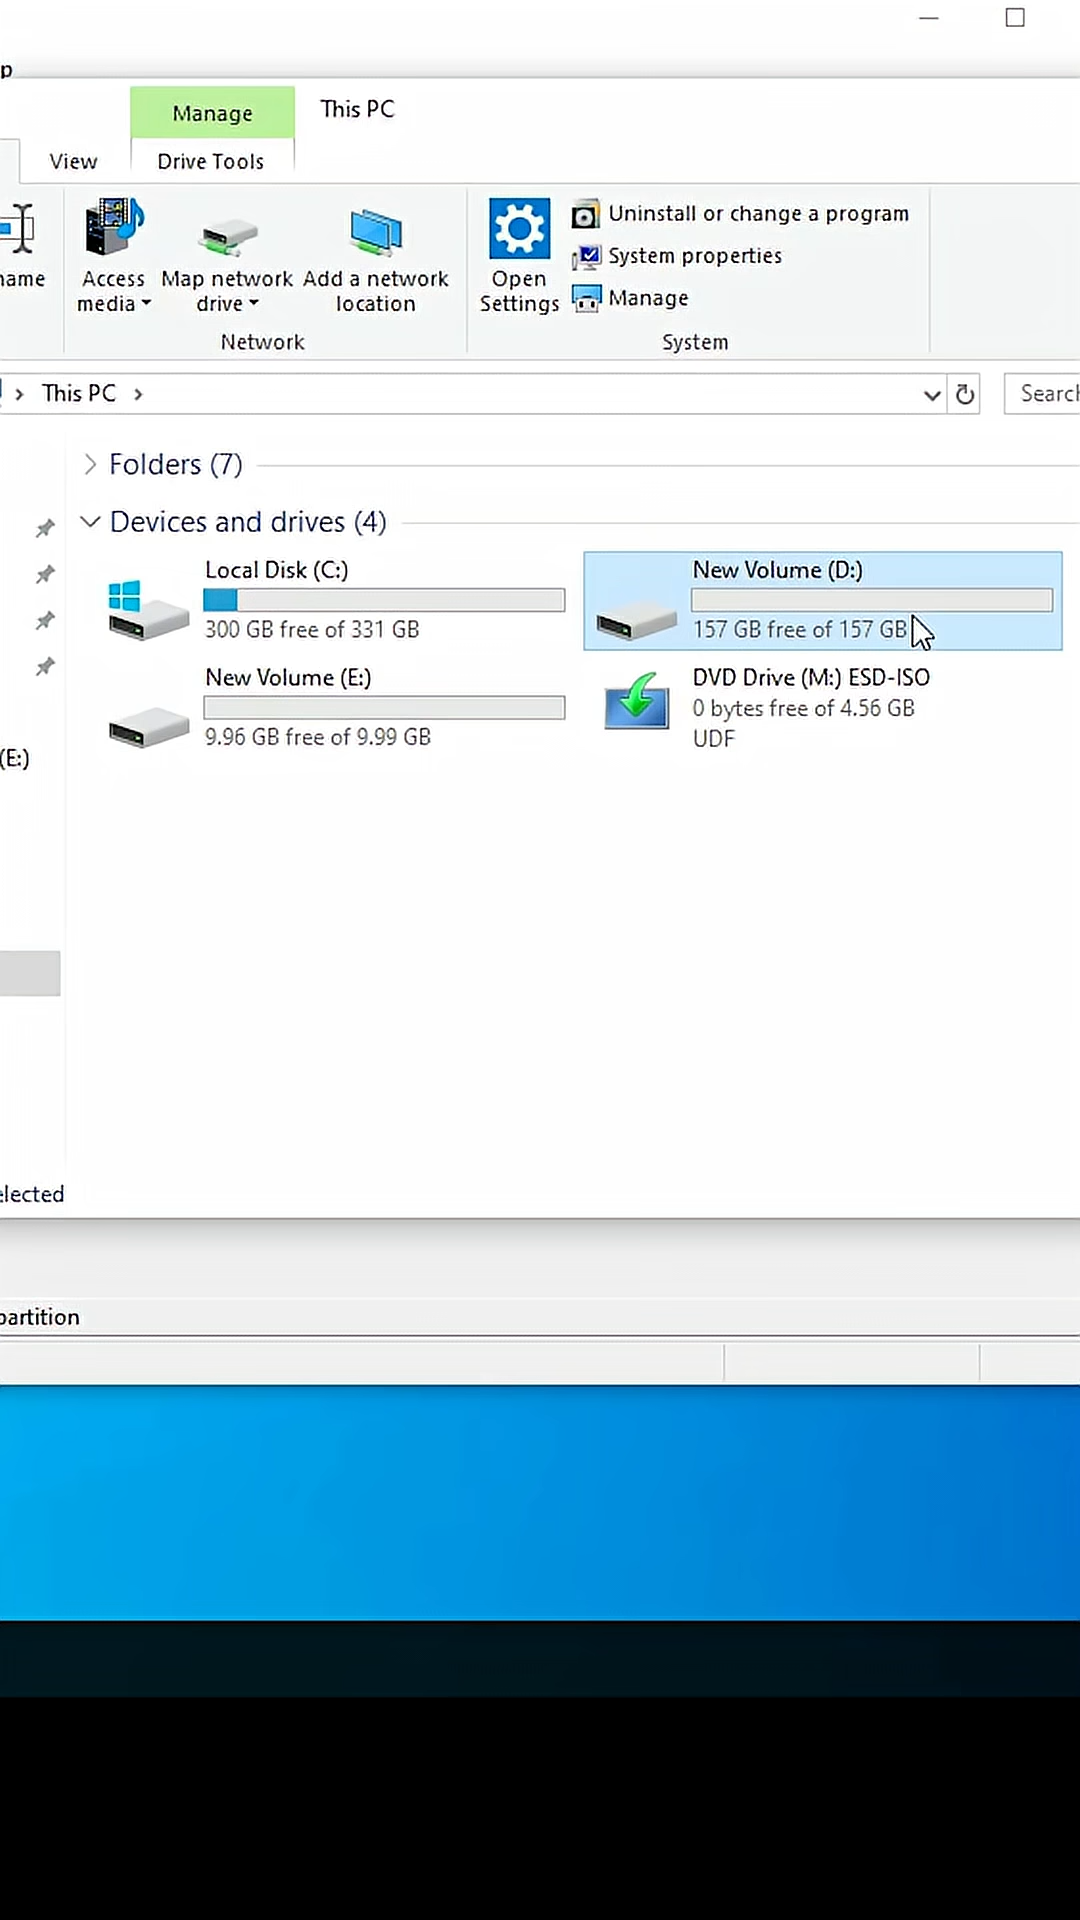 p
Manage
This PC
View
Drive Tools
Uninstall or change a program
System properties
Manage
name
Access
media
Map network
drive
Add a network
location
Open
Settings
Network
System
This PC
Search
Folders (7)
Devices and drives (4)
Local Disk (C:)
300 GB free of 331 GB
New Volume (D:)
157 GB free of 157 GB
New Volume (E:)
9.96 GB free of 9.99 GB
DVD Drive (M:) ESD-ISO
0 bytes free of 4.56 GB
UDF
(E:)
elected
partition